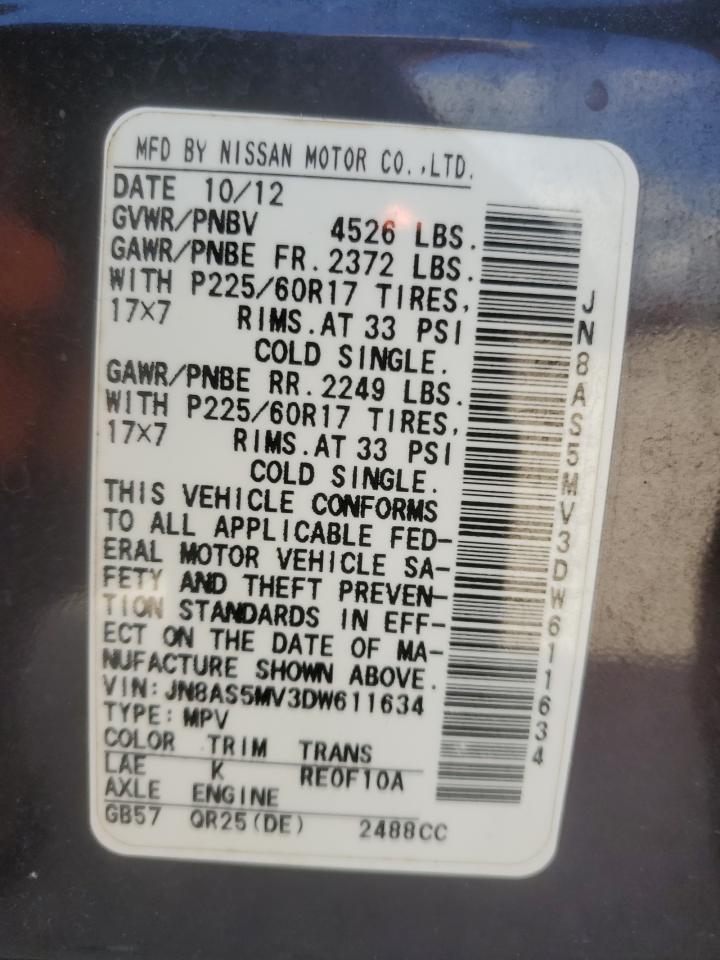 MFD BY NISSAN MOTOR CO.,LTD.
DATE 10/12
GVWR/PNBV 4526 LBS.
GAWR/PNBE FR. 2372 LBS.
WITH P225/60R17 TIRES,
17×7 RIMS.AT 33 PSI
COLD SINGLE.
GAWR/PNBE RR. 2249 LBS.
WITH P225/60R17 TIRES,
17×7 RIMS.AT 33 PSI
COLD SINGLE.
THIS VEHICLE CONFORMS
TO ALL APPLICABLE FED-
ERAL MOTOR VEHICLE SA-
FETY AND THEFT PREVEN-
TION STANDARDS IN EFF-
ECT ON THE DATE OF MA-
NUFACTURE SHOWN ABOVE.
VIN:JN8AS5MV3DW611634
TYPE:MPV
COLOR TRIM TRANS
LAE K RE0F10A
AXLE ENGINE
GB57 QR25(DE) 2488CC
JN8AS5MV3DW611634